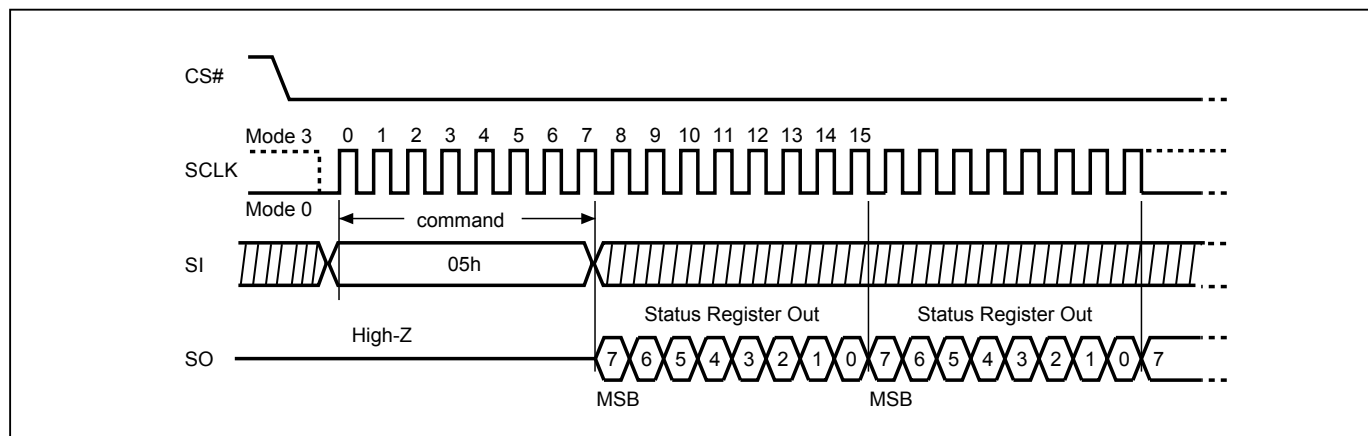 CS#
Mode 3
0 1 2 3 4 5 6 7 8 9 10 11 12 13 14 15
SCLK
Mode 0
command
SI
05h
Status Register Out Status Register Out
High-Z
SO
7 6 5 4 3 2 1 0 7 6 5 4 3 2 1 0 7
MSB MSB